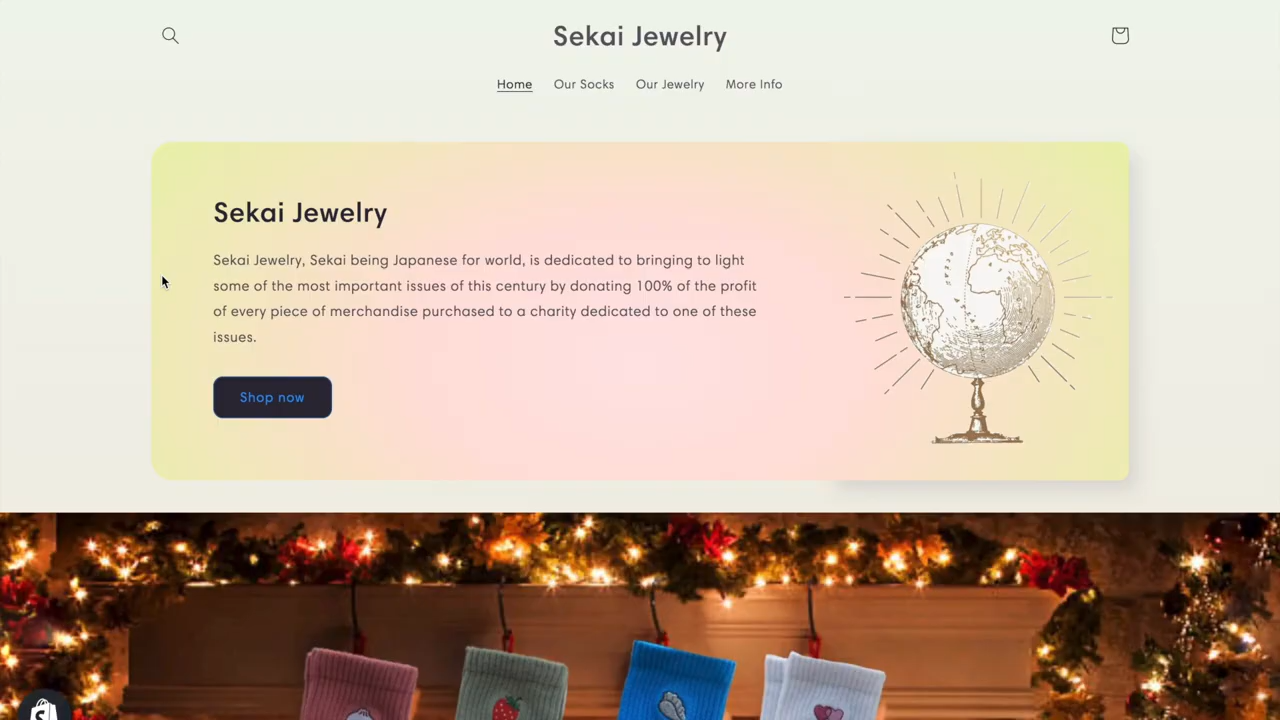 Sekai Jewelry
Home Our Socks Our Jewelry More Info
Sekai Jewelry
Sekai Jewelry, Sekai being Japanese for world, is dedicated to bringing to light
some of the most important issues of this century by donating 100% of the profit
of every piece of merchandise purchased to a charity dedicated to one of these
issues.
Shop now